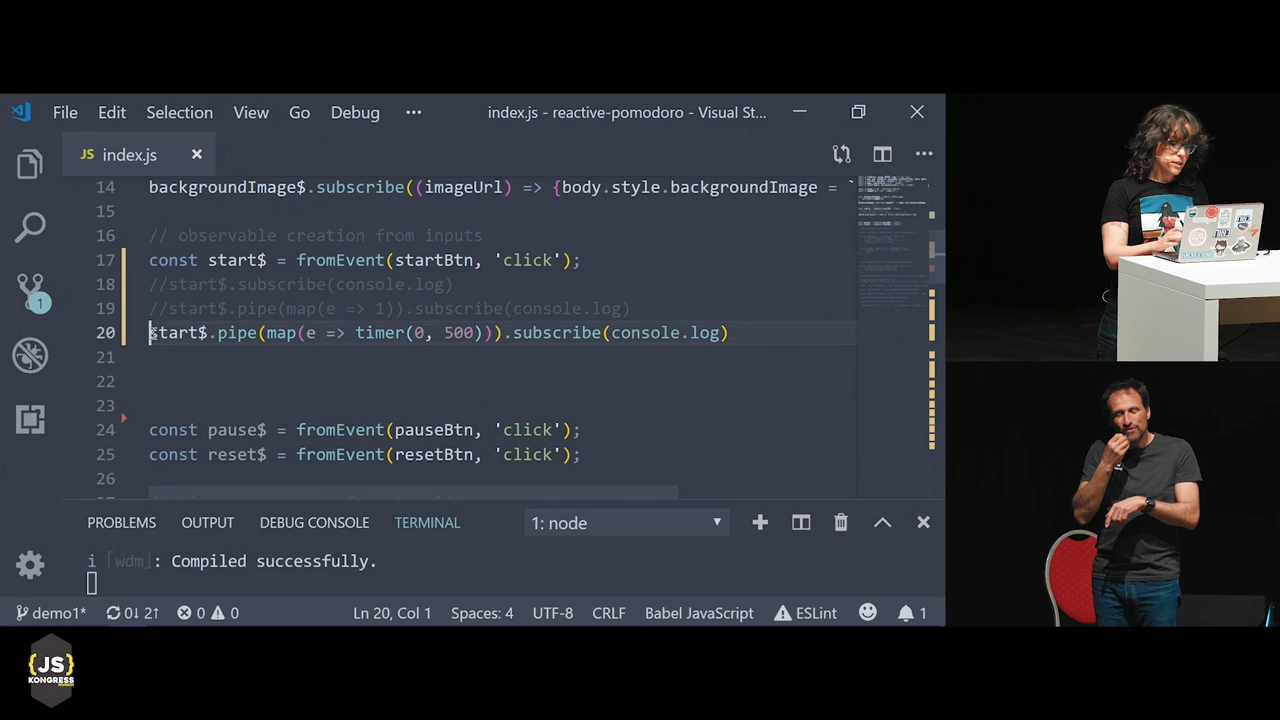 File Edit Selection View Go Debug ··· index.js - reactive-pomodoro - Visual St...
JS index.js
14 backgroundImage$.subscribe((imageUrl) => {body.style.backgroundImage = `
15
16 // observable creation from inputs
17 const start$ = fromEvent(startBtn, 'click');
18 //start$.subscribe(console.log)
19 //start$.pipe(map(e => 1)).subscribe(console.log)
20 start$.pipe(map(e => timer(0, 500))).subscribe(console.log)
21
22
23
24 const pause$ = fromEvent(pauseBtn, 'click');
25 const reset$ = fromEvent(resetBtn, 'click');
26
1
PROBLEMS OUTPUT DEBUG CONSOLE TERMINAL 1: node
i ｢wdm｣: Compiled successfully.
demo1* 0↓ 2↑ 0 0 Ln 20, Col 1 Spaces: 4 UTF-8 CRLF Babel JavaScript ESLint 1
{JS}
KONGRESS